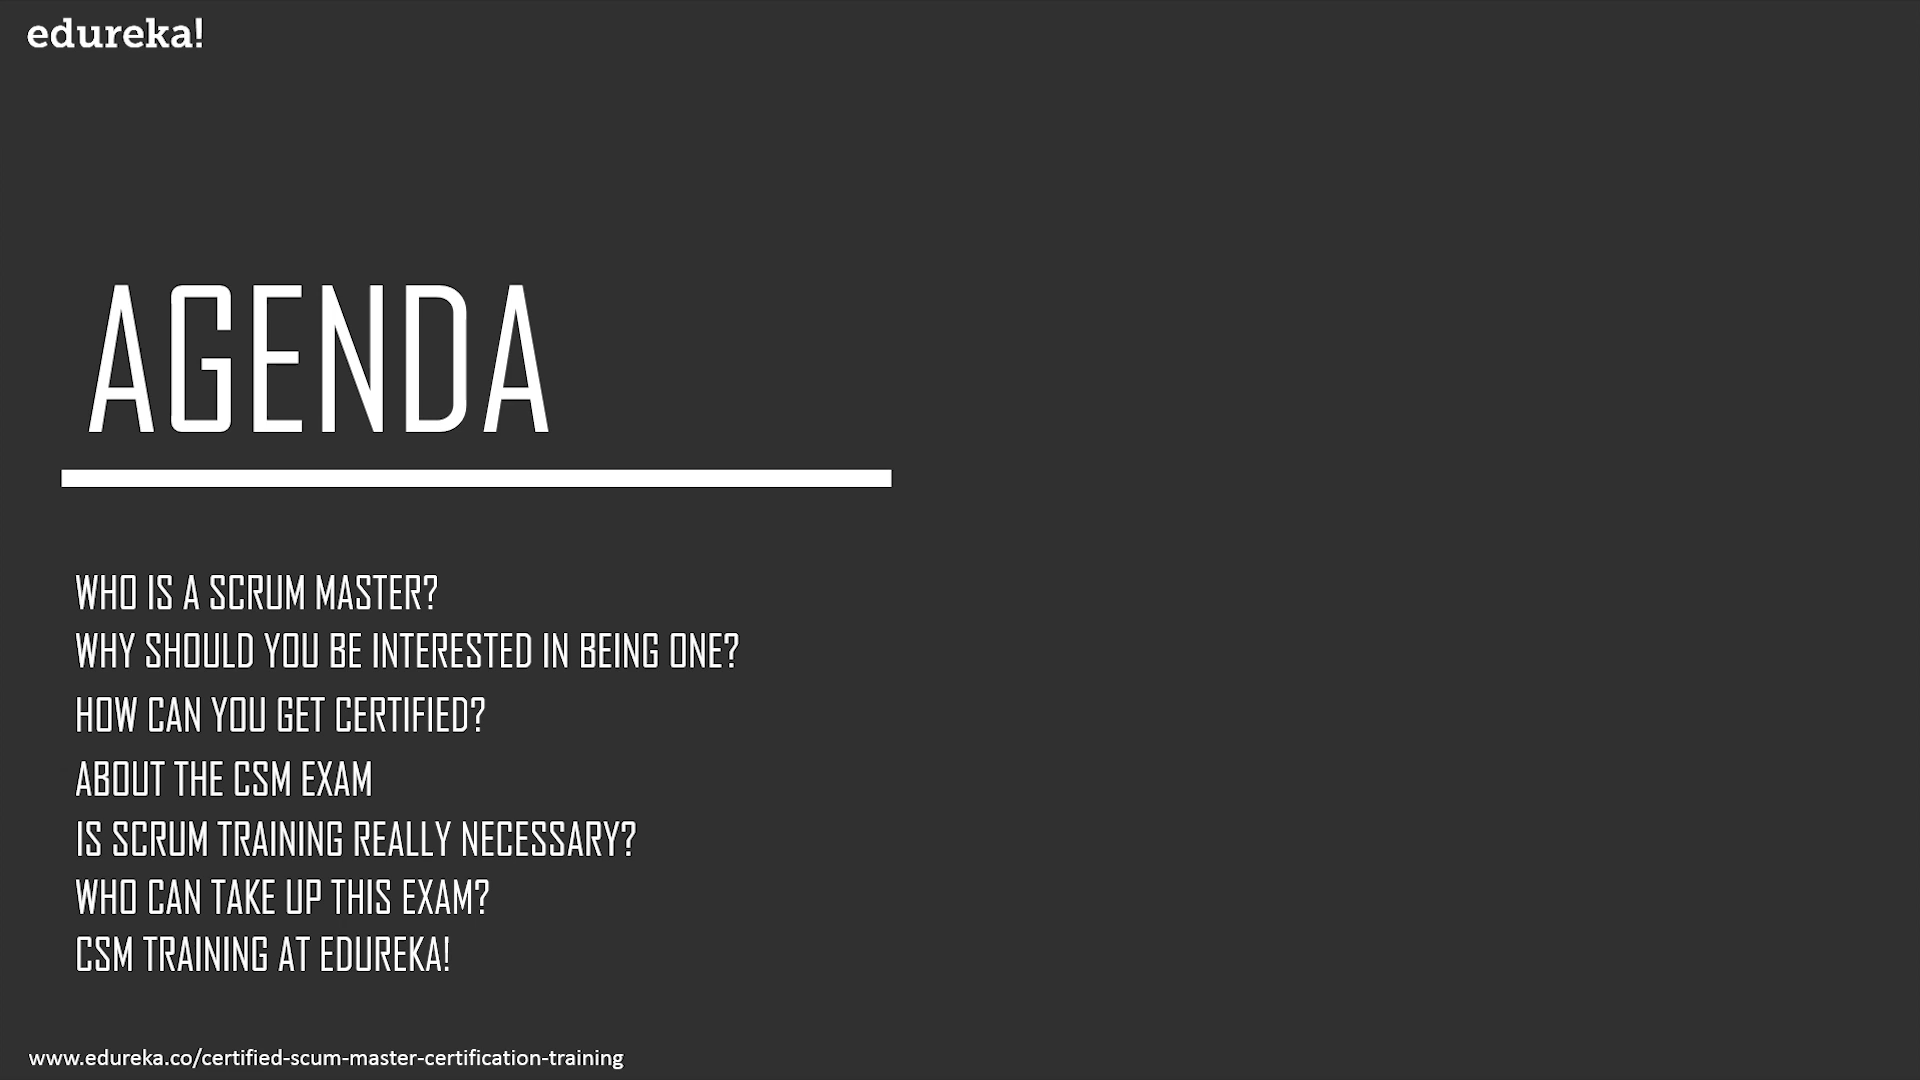 edureka!
AGENDA
WHO IS A SCRUM MASTER?
WHY SHOULD YOU BE INTERESTED IN BEING ONE?
HOW CAN YOU GET CERTIFIED?
ABOUT THE CSM EXAM
IS SCRUM TRAINING REALLY NECESSARY?
WHO CAN TAKE UP THIS EXAM?
CSM TRAINING AT EDUREKA!
www.edureka.co/certified-scum-master-certification-training